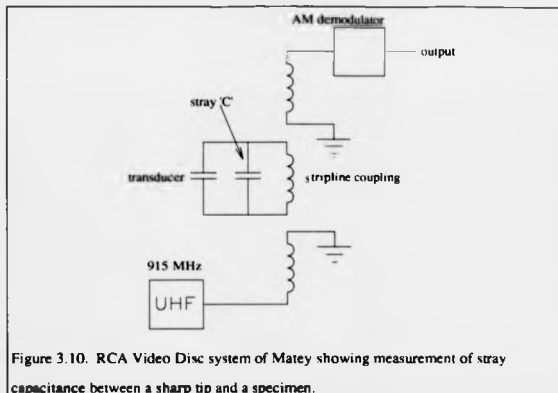 AM demodulator
output
stray 'C'
transducer
stripline coupling
915 MHz
UHF
Figure 3.10. RCA Video Disc system of Matey showing measurement of stray
capacitance between a sharp tip and a specimen.